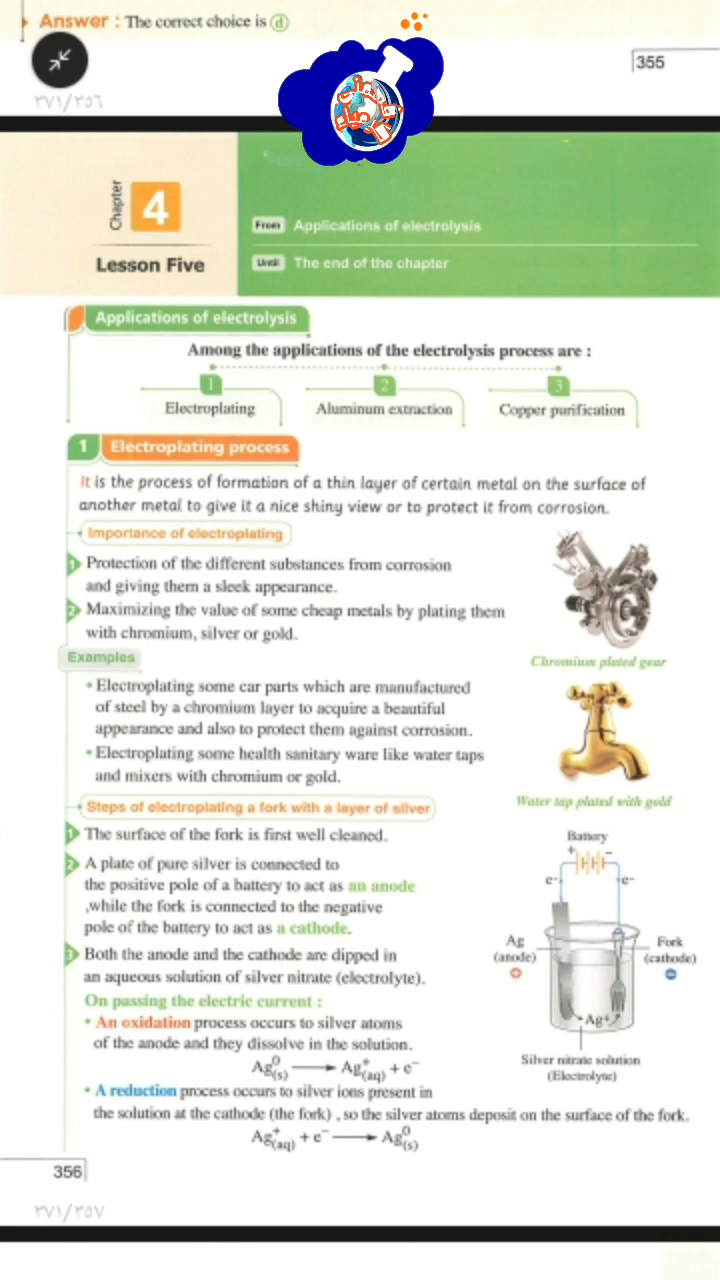 Answer : The correct choice is d
355
٣٧١/٣٥٦
Chapter
4
Lesson Five
From Applications of electrolysis
Until The end of the chapter
Applications of electrolysis
Among the applications of the electrolysis process are :
1
Electroplating
2
Aluminum extraction
3
Copper purification
1 Electroplating process
It is the process of formation of a thin layer of certain metal on the surface of
another metal to give it a nice shiny view or to protect it from corrosion.
Importance of electroplating
1 Protection of the different substances from corrosion
and giving them a sleek appearance.
2 Maximizing the value of some cheap metals by plating them
with chromium, silver or gold.
Chromium plated gear
Examples
• Electroplating some car parts which are manufactured
of steel by a chromium layer to acquire a beautiful
appearance and also to protect them against corrosion.
• Electroplating some health sanitary ware like water taps
and mixers with chromium or gold.
Water tap plated with gold
Steps of electroplating a fork with a layer of silver
1 The surface of the fork is first well cleaned.
2 A plate of pure silver is connected to
the positive pole of a battery to act as an anode
,while the fork is connected to the negative
pole of the battery to act as a cathode.
3 Both the anode and the cathode are dipped in
an aqueous solution of silver nitrate (electrolyte).
On passing the electric current :
• An oxidation process occurs to silver atoms
of the anode and they dissolve in the solution.
Ag⁰(s) ⟶ Ag⁺(aq) + e⁻
• A reduction process occurs to silver ions present in
the solution at the cathode (the fork) , so the silver atoms deposit on the surface of the fork.
Ag⁺(aq) + e⁻ ⟶ Ag⁰(s)
Battery
+ −
e⁻ e⁻
Ag
(anode)
+
Fork
(cathode)
−
Ag+
Silver nitrate solution
(Electrolyte)
356
٣٧١/٣٥٧